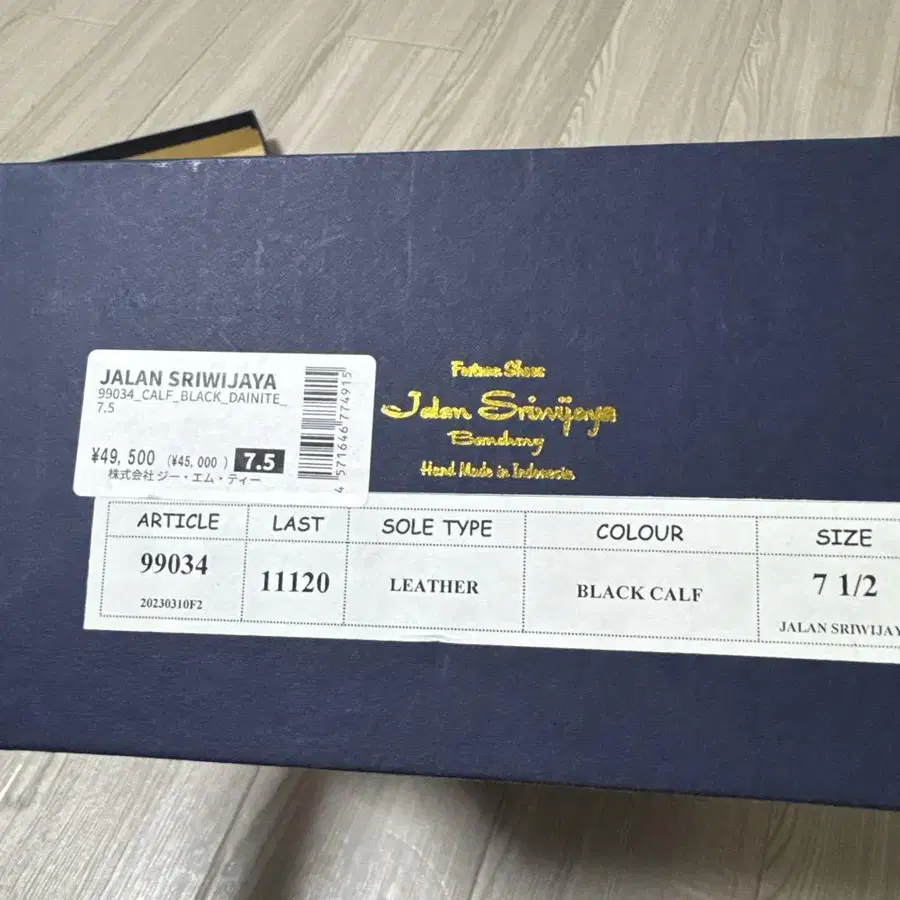 JALAN SRIWIJAYA
99034_CALF_BLACK_DAINITE_
7.5
¥49,500 (¥45,000 ) 7.5
株式会社ジー・エム・ティー
4 571646 774915
Fortuna Shoes
Jalan Sriwijaya
Bandung
Hand Made in Indonesia
ARTICLE LAST SOLE TYPE COLOUR SIZE
99034 11120 LEATHER BLACK CALF 7 1/2
20230310F2 JALAN SRIWIJAY